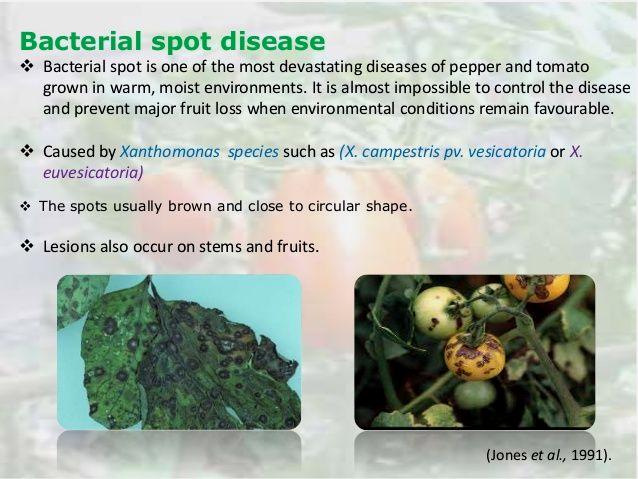 Bacterial spot disease
❖ Bacterial spot is one of the most devastating diseases of pepper and tomato
grown in warm, moist environments. It is almost impossible to control the disease
and prevent major fruit loss when environmental conditions remain favourable.
❖ Caused by Xanthomonas species such as (X. campestris pv. vesicatoria or X.
euvesicatoria)
❖ The spots usually brown and close to circular shape.
❖ Lesions also occur on stems and fruits.
(Jones et al., 1991).